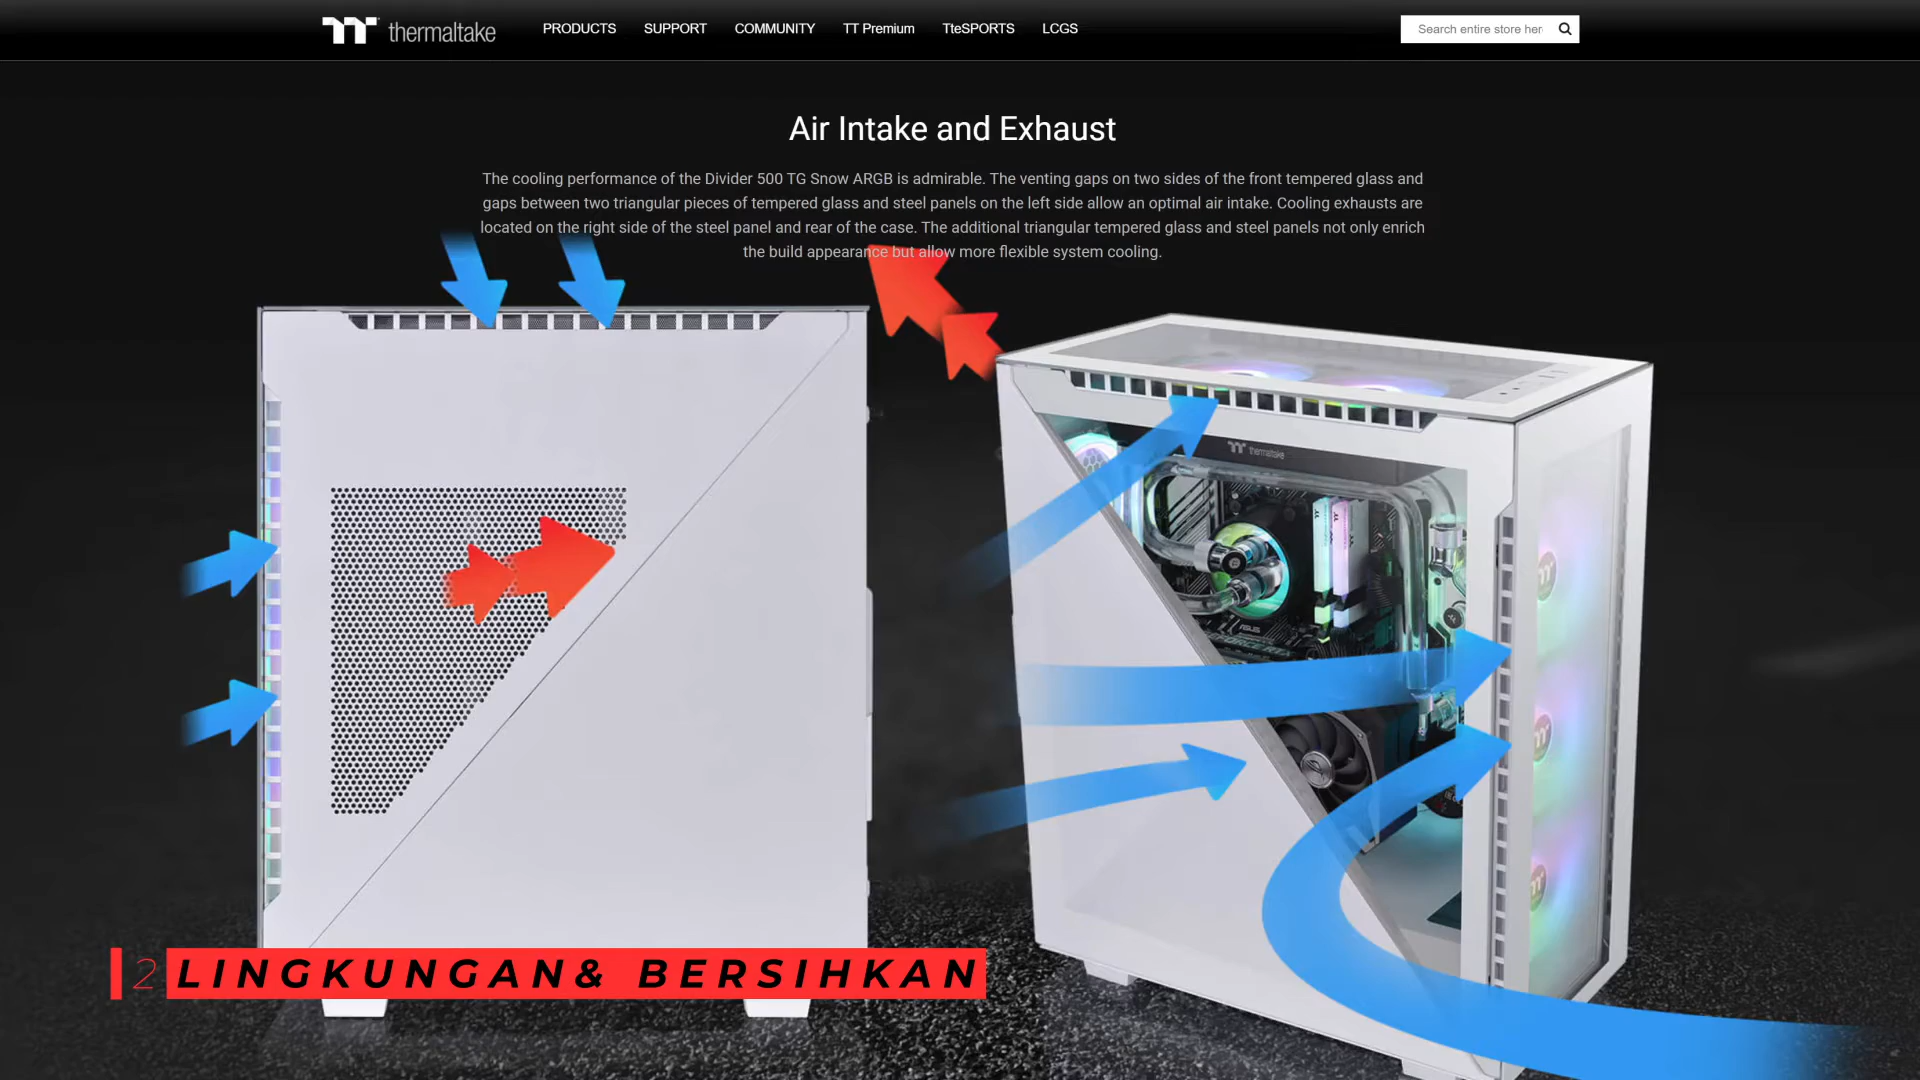 thermaltake
PRODUCTS
SUPPORT
COMMUNITY
TT Premium
TteSPORTS
LCGS
Search entire store her
Air Intake and Exhaust
The cooling performance of the Divider 500 TG Snow ARGB is admirable. The venting gaps on two sides of the front tempered glass and
gaps between two triangular pieces of tempered glass and steel panels on the left side allow an optimal air intake. Cooling exhausts are
located on the right side of the steel panel and rear of the case. The additional triangular tempered glass and steel panels not only enrich
the build appearance but allow more flexible system cooling.
thermaltake
ASUS
2 LINGKUNGAN& BERSIHKAN